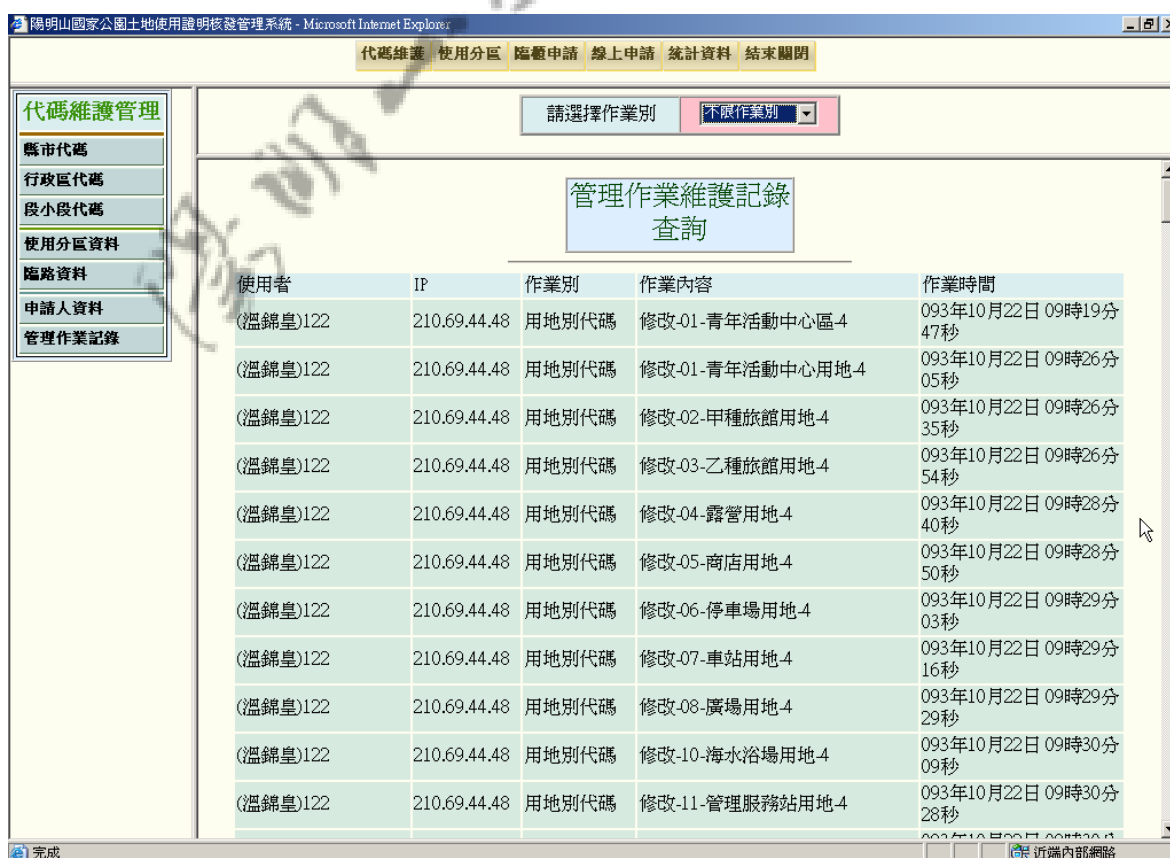 陽明山國家公園土地使用證明核發管理系統 - Microsoft Internet Explorer
代碼維護 使用分區 臨櫃申請 線上申請 統計資料 結束關閉
代碼維護管理
縣市代碼
行政區代碼
段小段代碼
使用分區資料
臨路資料
申請人資料
管理作業記錄
請選擇作業別 不限作業別
管理作業維護記錄
查詢
使用者 IP 作業別 作業內容 作業時間
(溫錦皇)122 210.69.44.48 用地別代碼 修改-01-青年活動中心區-4 093年10月22日 09時19分
47秒
(溫錦皇)122 210.69.44.48 用地別代碼 修改-01-青年活動中心用地-4 093年10月22日 09時26分
05秒
(溫錦皇)122 210.69.44.48 用地別代碼 修改-02-甲種旅館用地-4 093年10月22日 09時26分
35秒
(溫錦皇)122 210.69.44.48 用地別代碼 修改-03-乙種旅館用地-4 093年10月22日 09時26分
54秒
(溫錦皇)122 210.69.44.48 用地別代碼 修改-04-露營用地-4 093年10月22日 09時28分
40秒
(溫錦皇)122 210.69.44.48 用地別代碼 修改-05-商店用地-4 093年10月22日 09時28分
50秒
(溫錦皇)122 210.69.44.48 用地別代碼 修改-06-停車場用地-4 093年10月22日 09時29分
03秒
(溫錦皇)122 210.69.44.48 用地別代碼 修改-07-車站用地-4 093年10月22日 09時29分
16秒
(溫錦皇)122 210.69.44.48 用地別代碼 修改-08-廣場用地-4 093年10月22日 09時29分
29秒
(溫錦皇)122 210.69.44.48 用地別代碼 修改-10-海水浴場用地-4 093年10月22日 09時30分
09秒
(溫錦皇)122 210.69.44.48 用地別代碼 修改-11-管理服務站用地-4 093年10月22日 09時30分
28秒
完成 近端內部網路